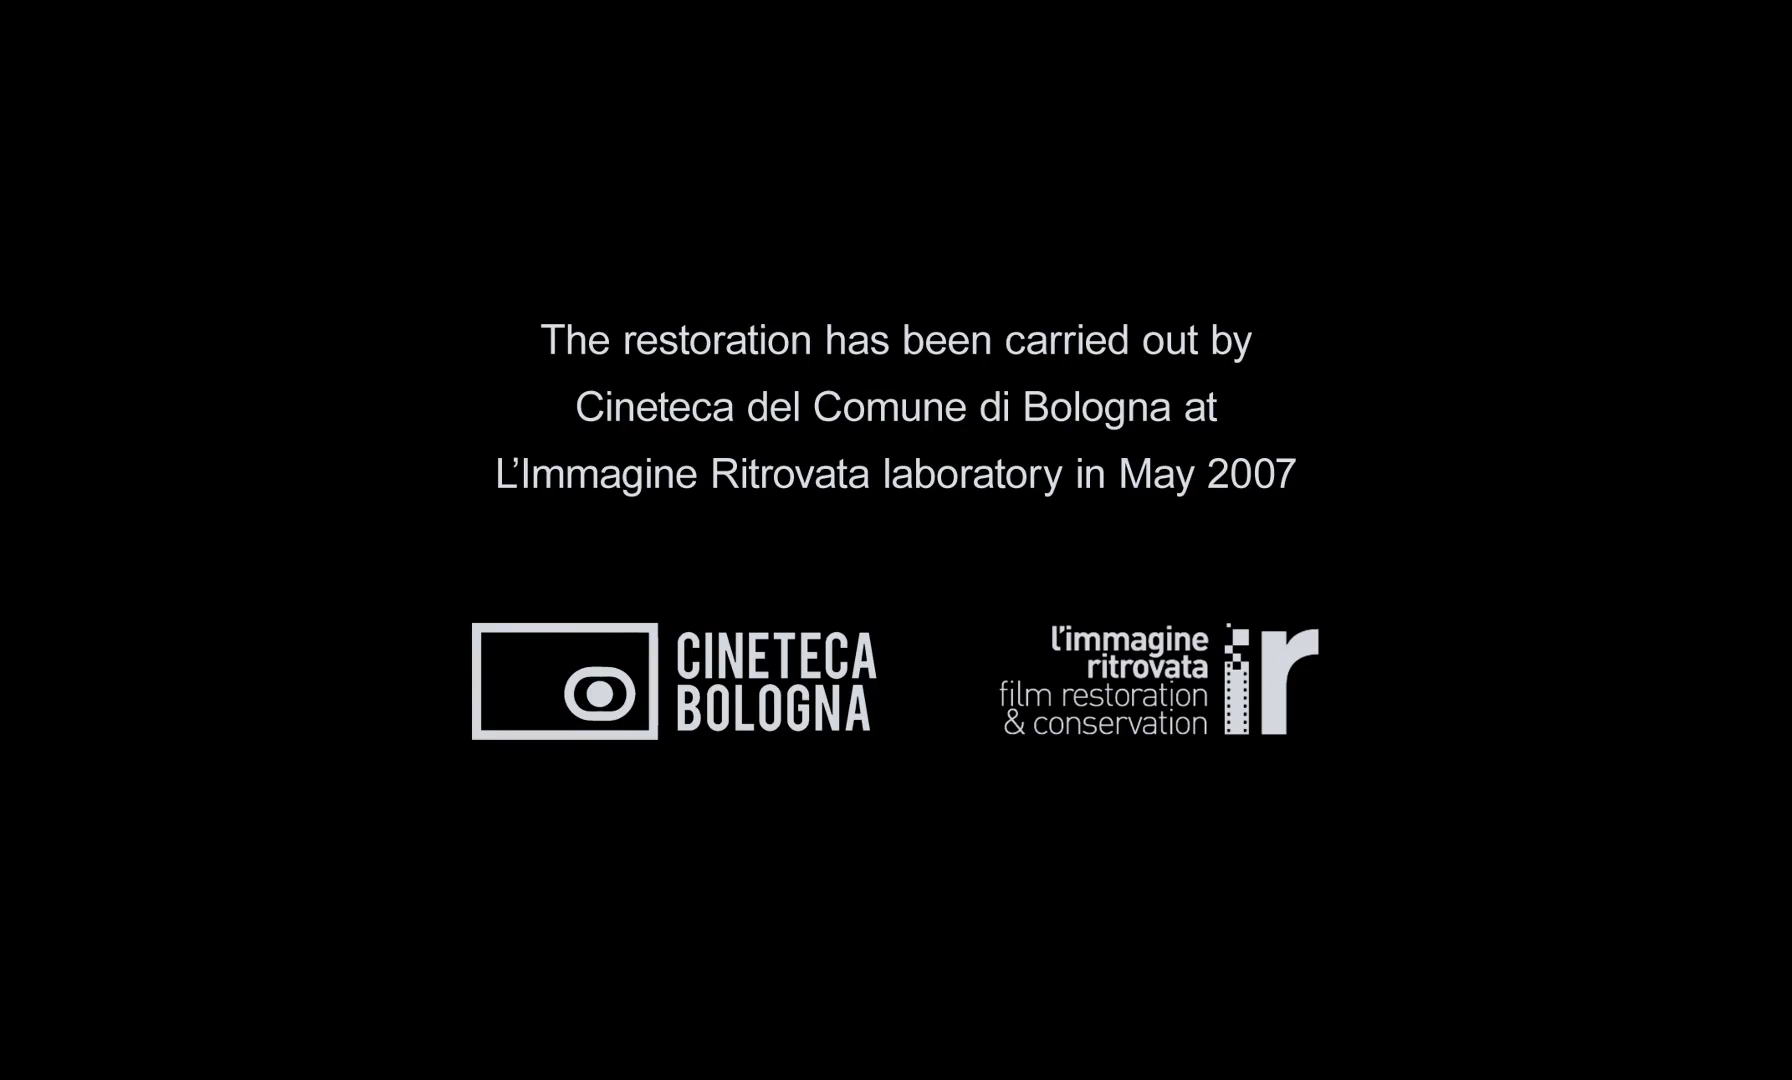 The restoration has been carried out by
Cineteca del Comune di Bologna at
L’Immagine Ritrovata laboratory in May 2007
CINETECA
BOLOGNA
l’immagine
ritrovata
film restoration
& conservation
ir